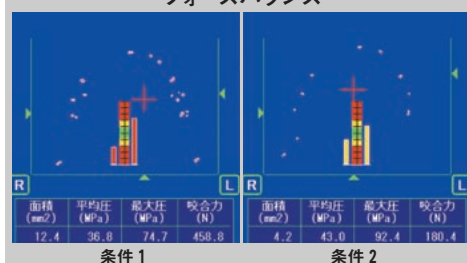 フォースバランス
R L R L
面積 (mm2) 平均圧 (MPa) 最大圧 (MPa) 咬合力 (N)
12.4 36.8 74.7 458.8
面積 (mm2) 平均圧 (MPa) 最大圧 (MPa) 咬合力 (N)
4.2 43.0 92.4 180.4
条件1 条件2